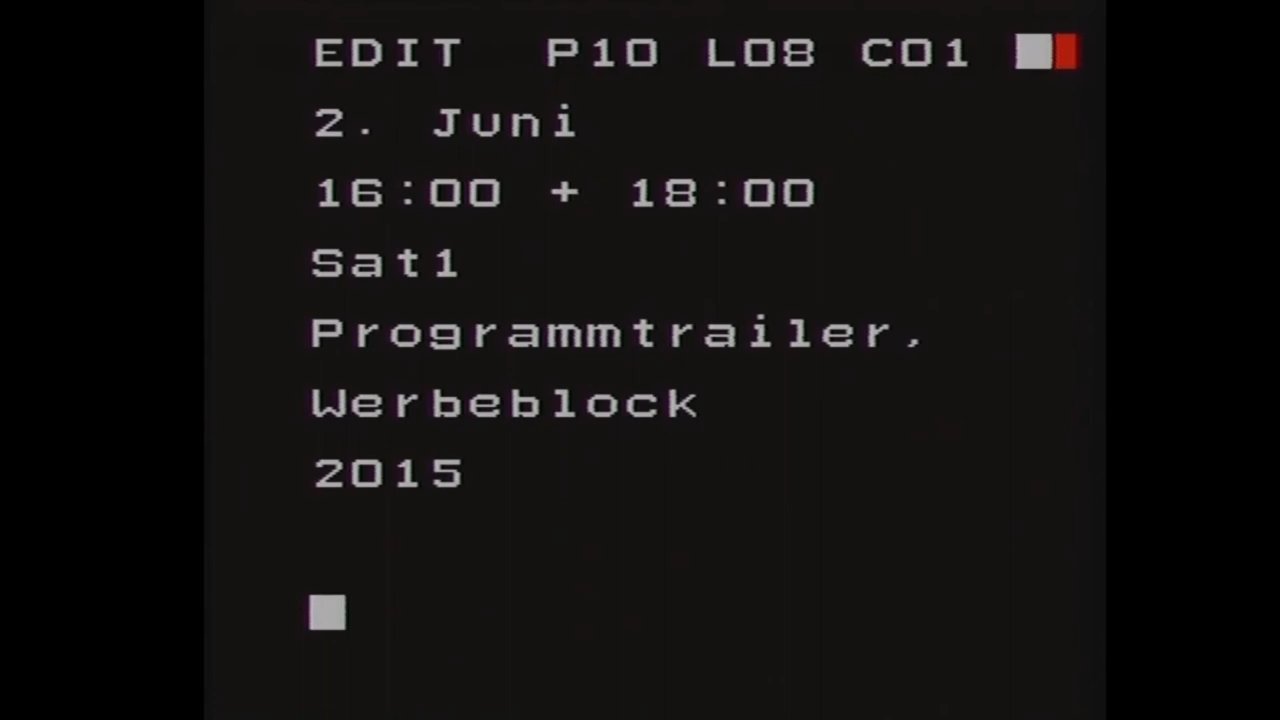 EDIT P10 L08 C01
2. Juni
16:00 + 18:00
Sat1
Programmtrailer,
Werbeblock
2015